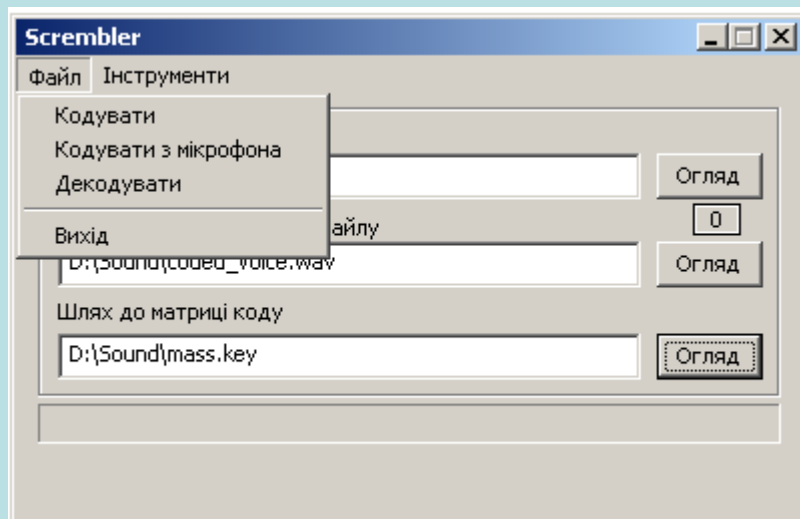 Scrembler
Файл Інструменти
Кодувати
Кодувати з мікрофона
Декодувати
Вихід
Огляд
0
айлу
D:\Sound\coded_voice.wav
Огляд
Шлях до матриці коду
D:\Sound\mass.key
Огляд